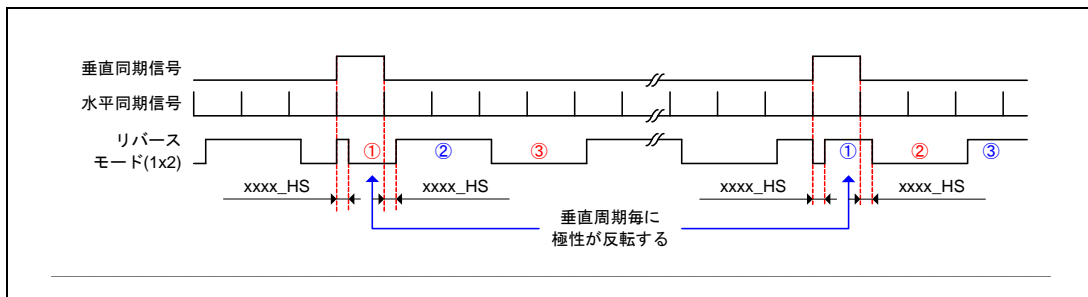 垂直同期信号
水平同期信号
リバース
モード(1x2)
① ② ③ ① ② ③
xxxx_HS xxxx_HS xxxx_HS xxxx_HS
垂直周期毎に
極性が反転する